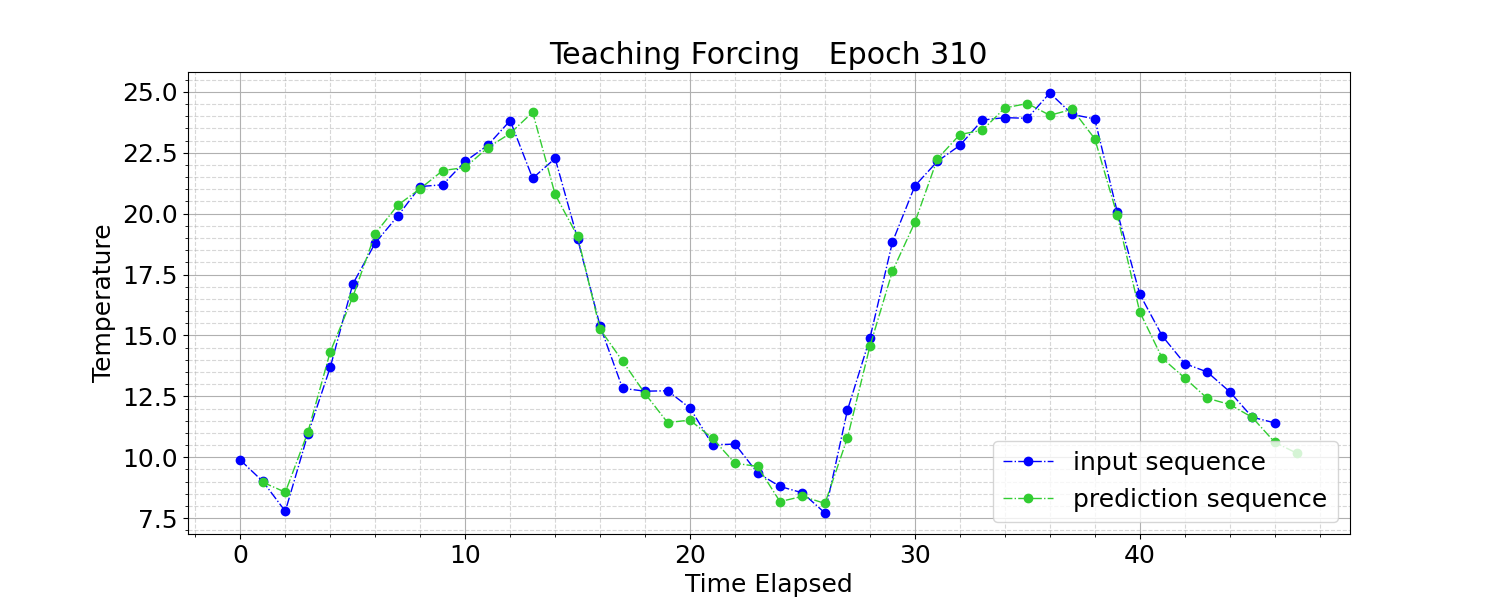 Teaching Forcing   Epoch 310
Temperature
25.0
22.5
20.0
17.5
15.0
12.5
10.0
7.5
input sequence
prediction sequence
0 10 20 30 40
Time Elapsed